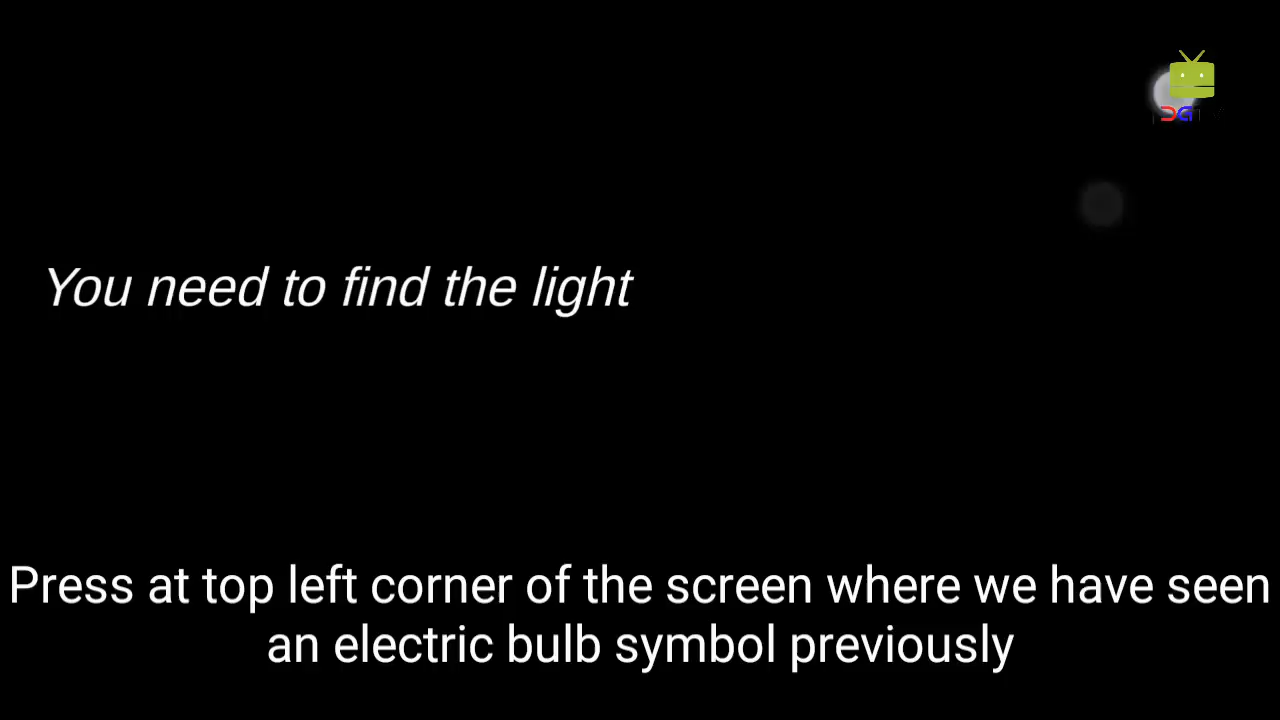 DG
You need to find the light
Press at top left corner of the screen where we have seen
an electric bulb symbol previously